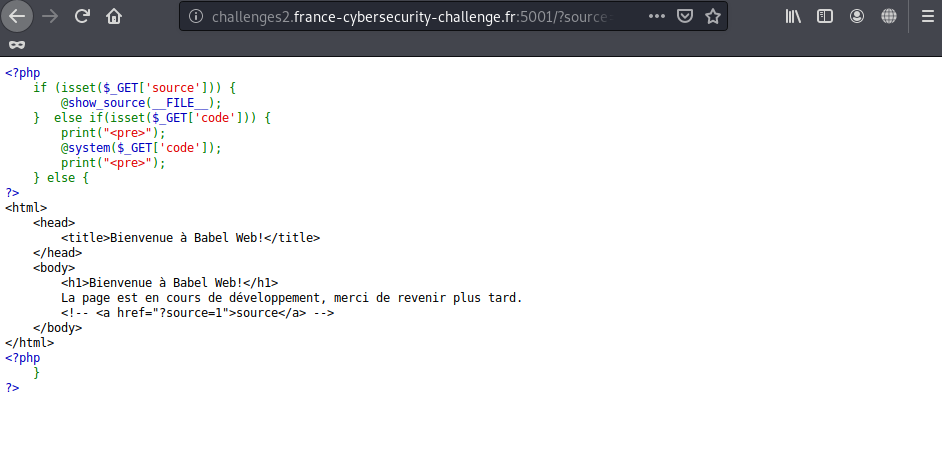 challenges2.france-cybersecurity-challenge.fr:5001/?source=
<?php
    if (isset($_GET['source'])) {
        @show_source(__FILE__);
    }  else if(isset($_GET['code'])) {
        print("<pre>");
        @system($_GET['code']);
        print("<pre>");
    } else {
?>
<html>
    <head>
        <title>Bienvenue à Babel Web!</title>
    </head>
    <body>
        <h1>Bienvenue à Babel Web!</h1>
        La page est en cours de développement, merci de revenir plus tard.
        <!-- <a href="?source=1">source</a> -->
    </body>
</html>
<?php
    }
?>